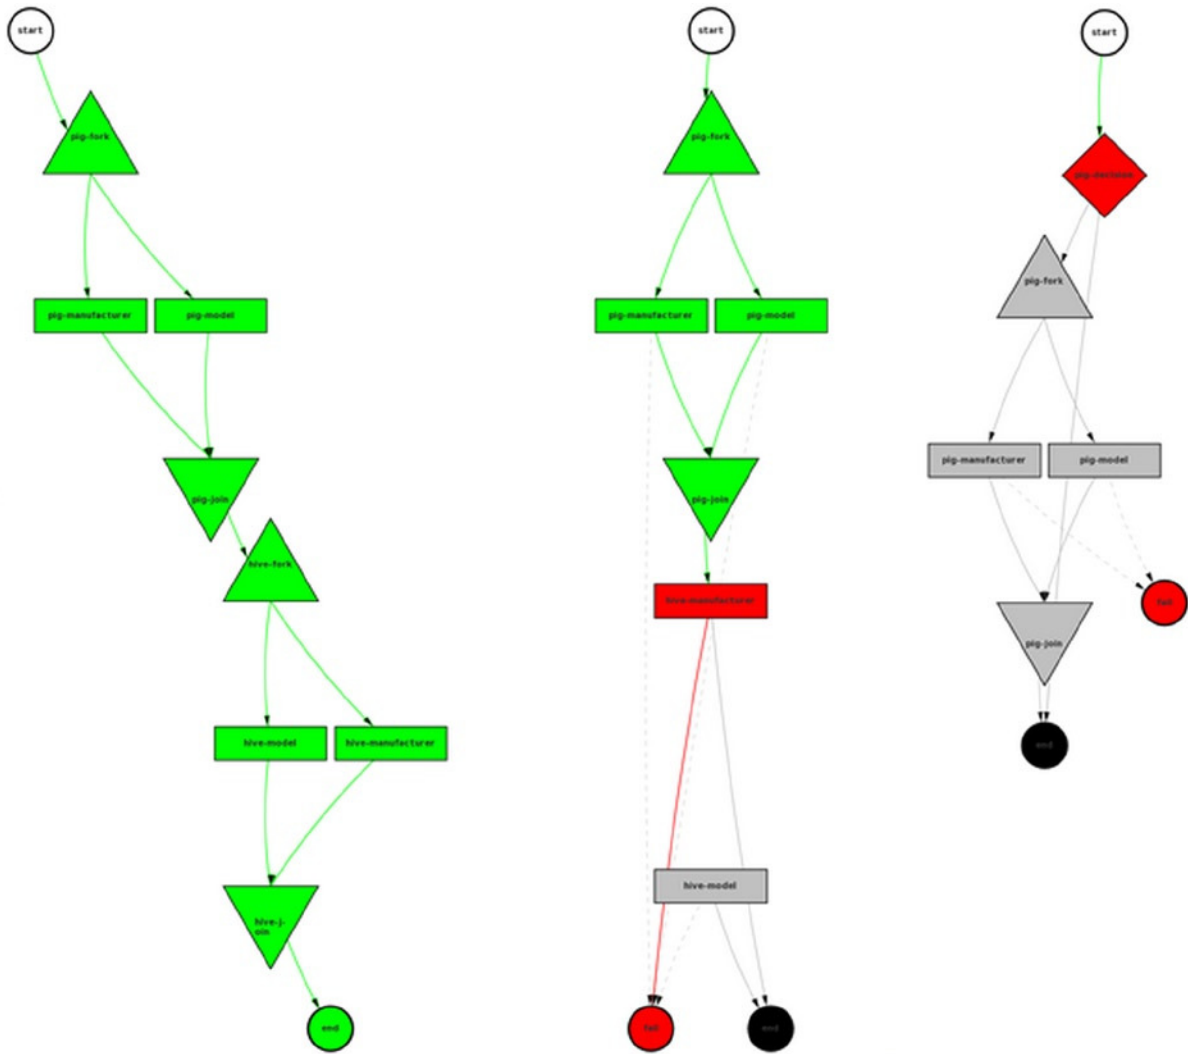 start
pig-fork
pig-manufacturer
pig-model
pig-join
hive-fork
hive-model
hive-manufacturer
hive-j-
oin
end
start
pig-fork
pig-manufacturer
pig-model
pig-join
hive-manufacturer
hive-model
fail
end
start
pig-decision
pig-fork
pig-manufacturer
pig-model
fail
pig-join
end